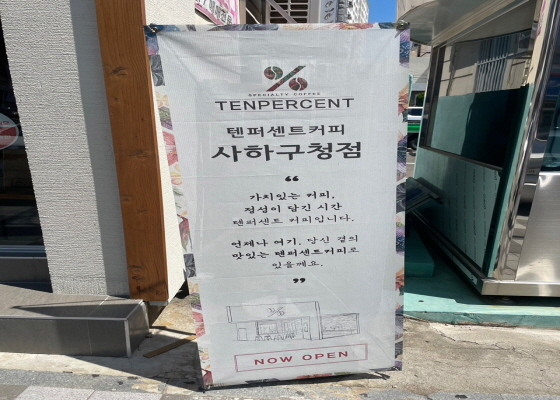 SPECIALTY COFFEE
TENPERCENT
텐퍼센트커피
사하구청점
“
가치있는 커피,
정성이 담긴 시간
텐퍼센트 커피입니다.
언제나 여기, 당신 곁의
맛있는 텐퍼센트커피로
있을께요.
”
NOW OPEN